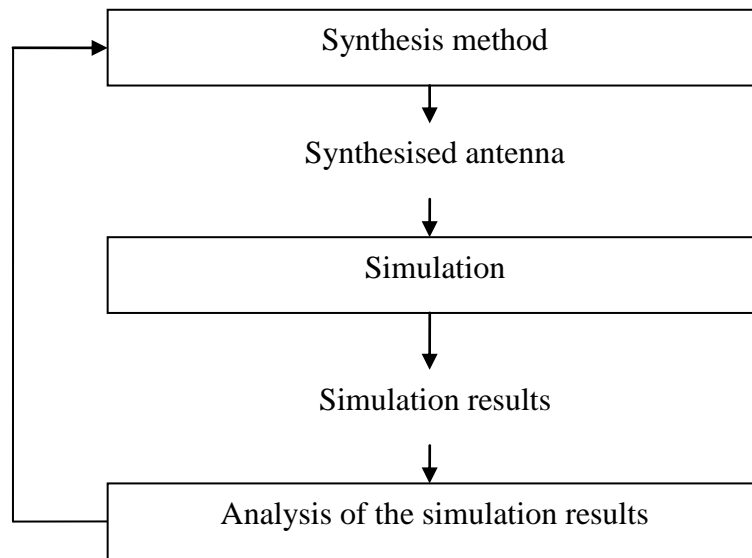 Synthesis method
Synthesised antenna
Simulation
Simulation results
Analysis of the simulation results